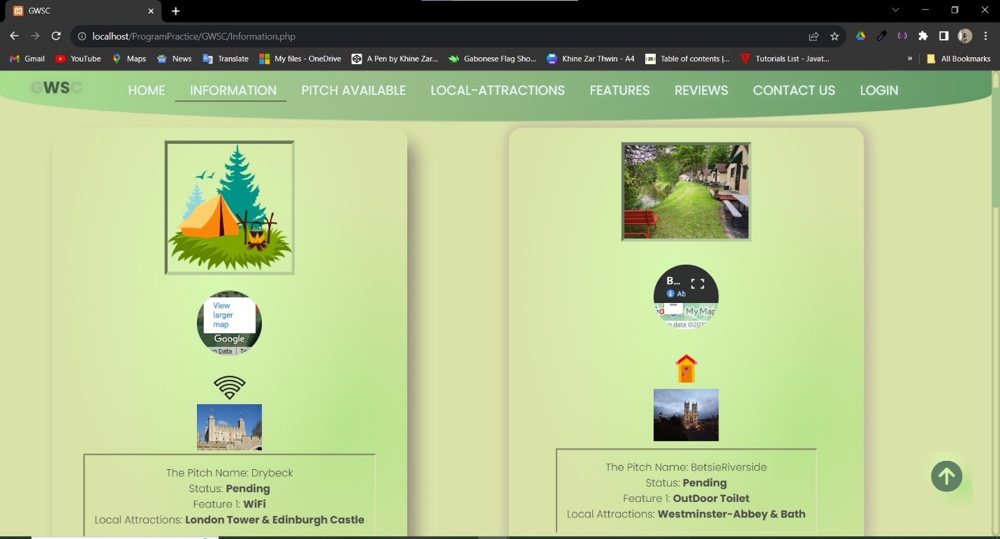 GWSC
localhost/ProgramPractice/GWSC/Information.php
Gmail YouTube Maps News Translate My files - OneDrive A Pen by Khine Zar... Gabonese Flag Sho... Khine Zar Thwin - A4 Table of contents |... Tutorials List - Javat... » All Bookmarks
GWSC HOME INFORMATION PITCH AVAILABLE LOCAL-ATTRACTIONS FEATURES REVIEWS CONTACT US LOGIN
View
larger
map
Google
The Pitch Name: Drybeck
Status: Pending
Feature 1: WiFi
Local Attractions: London Tower & Edinburgh Castle
B...
Ab
My Map
data ©202
The Pitch Name: BetsieRiverside
Status: Pending
Feature 1: OutDoor Toilet
Local Attractions: Westminster-Abbey & Bath